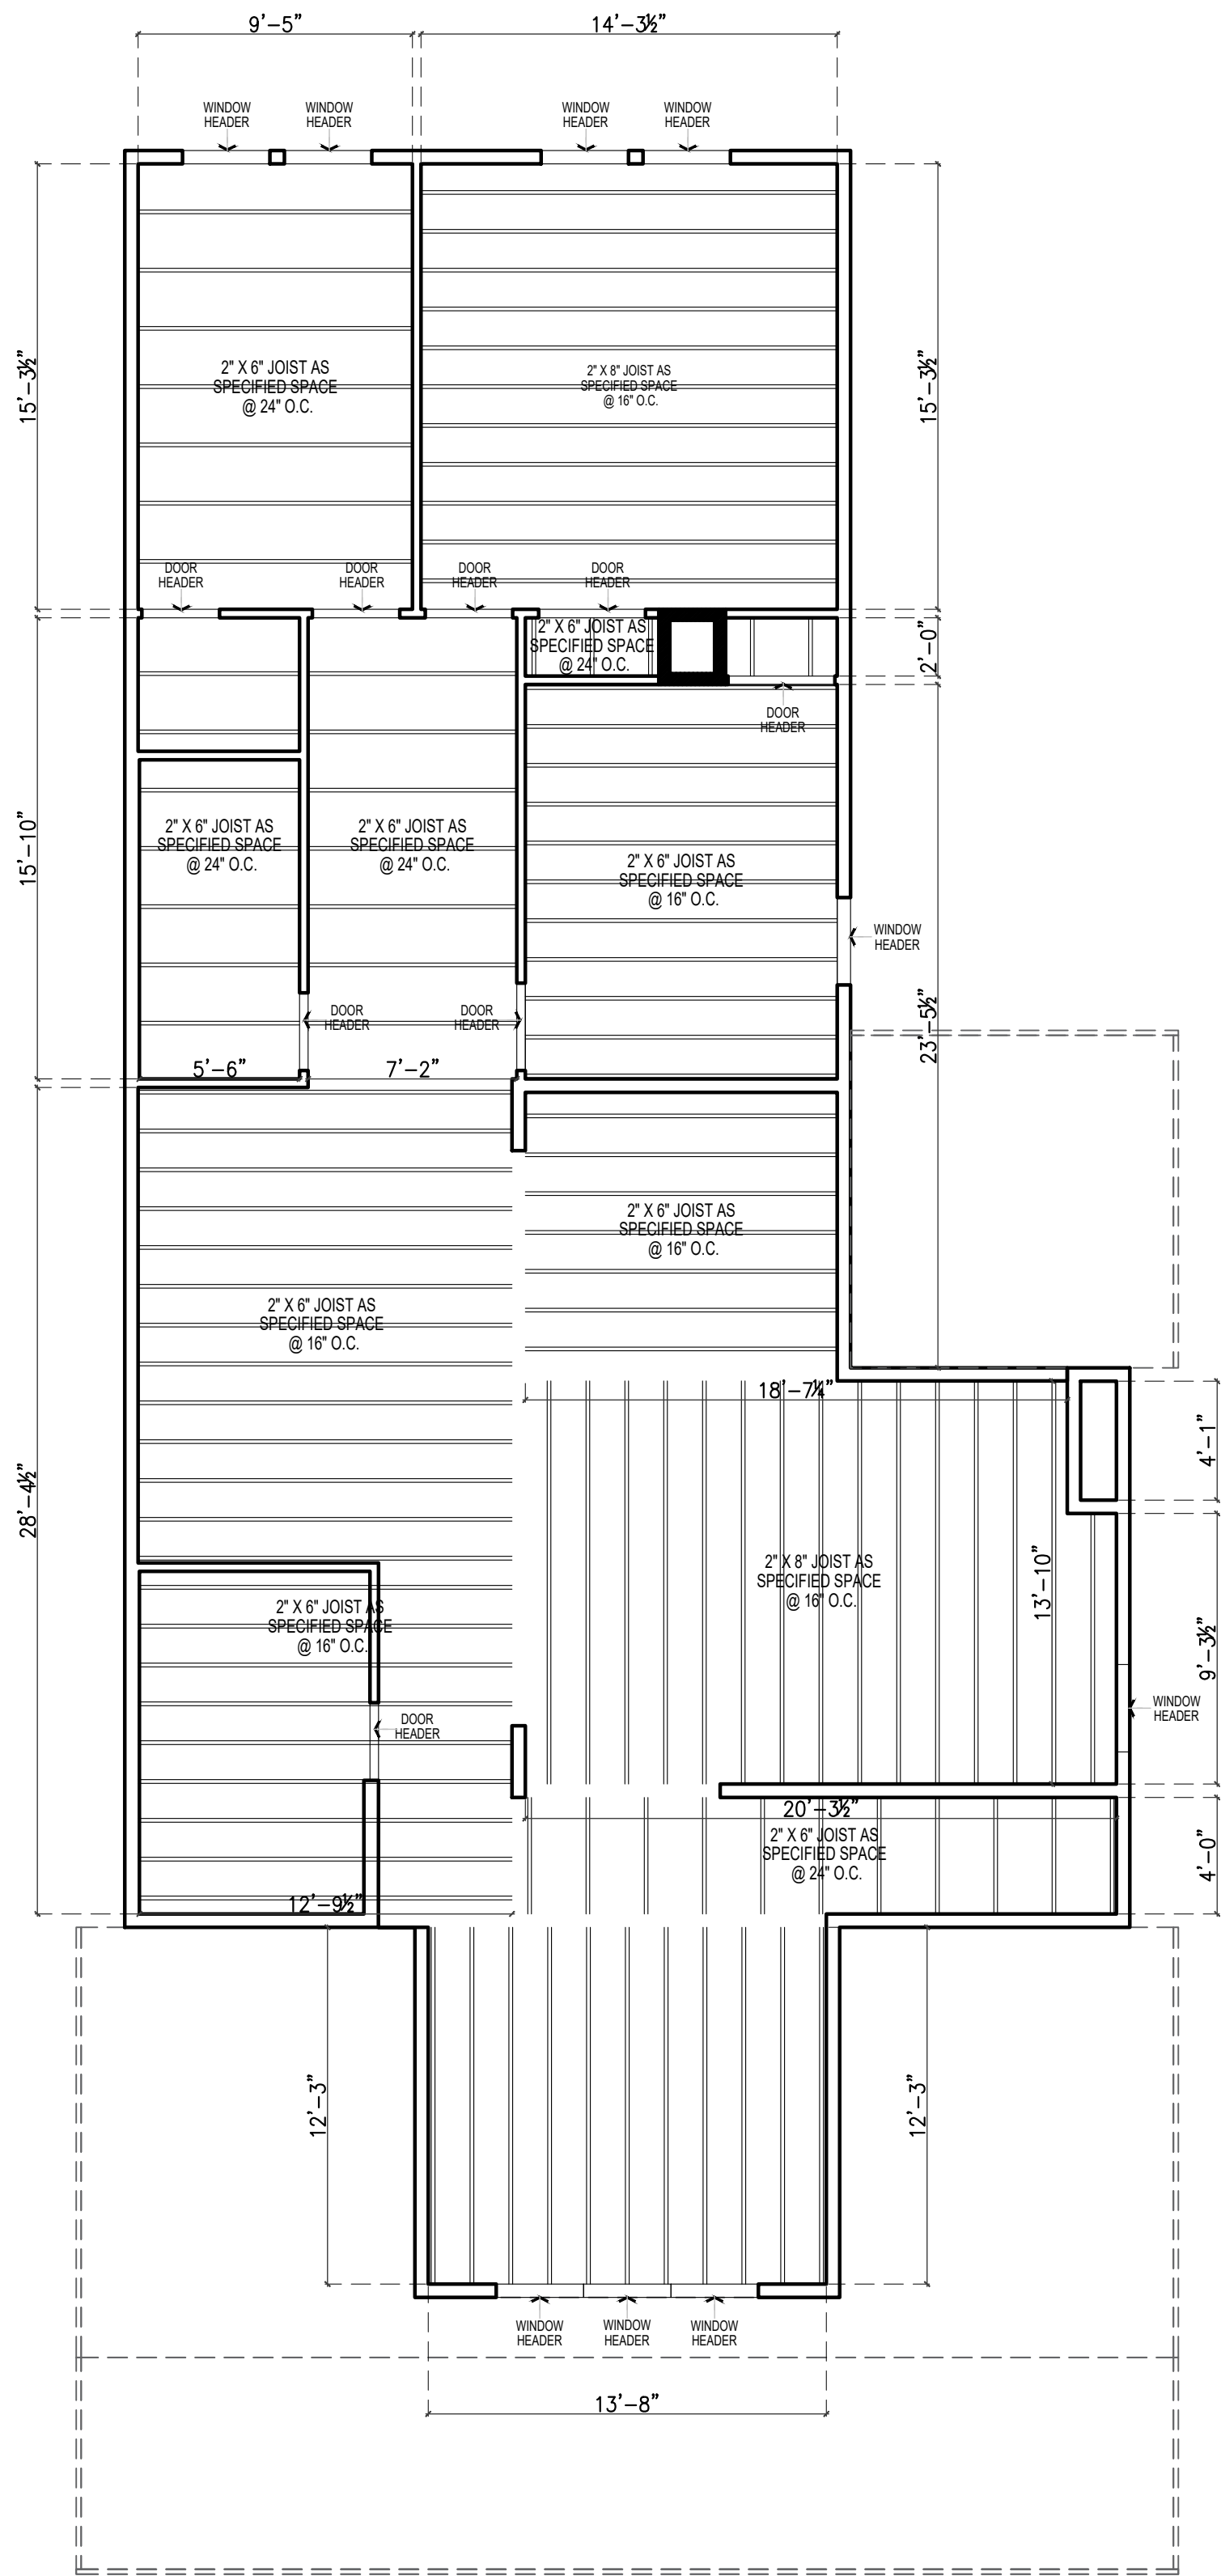 9'-5"
14'-3½"
WINDOW
HEADER
WINDOW
HEADER
WINDOW
HEADER
WINDOW
HEADER
15'-3½"
2" X 6" JOIST AS
SPECIFIED SPACE
@ 24" O.C.
2" X 8" JOIST AS
SPECIFIED SPACE
@ 16" O.C.
15'-3½"
DOOR
HEADER
DOOR
HEADER
DOOR
HEADER
DOOR
HEADER
2" X 6" JOIST AS
SPECIFIED SPACE
@ 24" O.C.
2'-0"
DOOR
HEADER
15'-10"
2" X 6" JOIST AS
SPECIFIED SPACE
@ 24" O.C.
2" X 6" JOIST AS
SPECIFIED SPACE
@ 24" O.C.
2" X 6" JOIST AS
SPECIFIED SPACE
@ 16" O.C.
WINDOW
HEADER
DOOR
HEADER
DOOR
HEADER
23'-5½"
5'-6"
7'-2"
2" X 6" JOIST AS
SPECIFIED SPACE
@ 16" O.C.
2" X 6" JOIST AS
SPECIFIED SPACE
@ 16" O.C.
18'-7¼"
4'-1"
28'-4½"
2" X 8" JOIST AS
SPECIFIED SPACE
@ 16" O.C.
13'-10"
2" X 6" JOIST AS
SPECIFIED SPACE
@ 16" O.C.
9'-3½"
DOOR
HEADER
WINDOW
HEADER
20'-3½"
2" X 6" JOIST AS
SPECIFIED SPACE
@ 24" O.C.
4'-0"
12'-9½"
12'-3"
12'-3"
WINDOW
HEADER
WINDOW
HEADER
WINDOW
HEADER
13'-8"